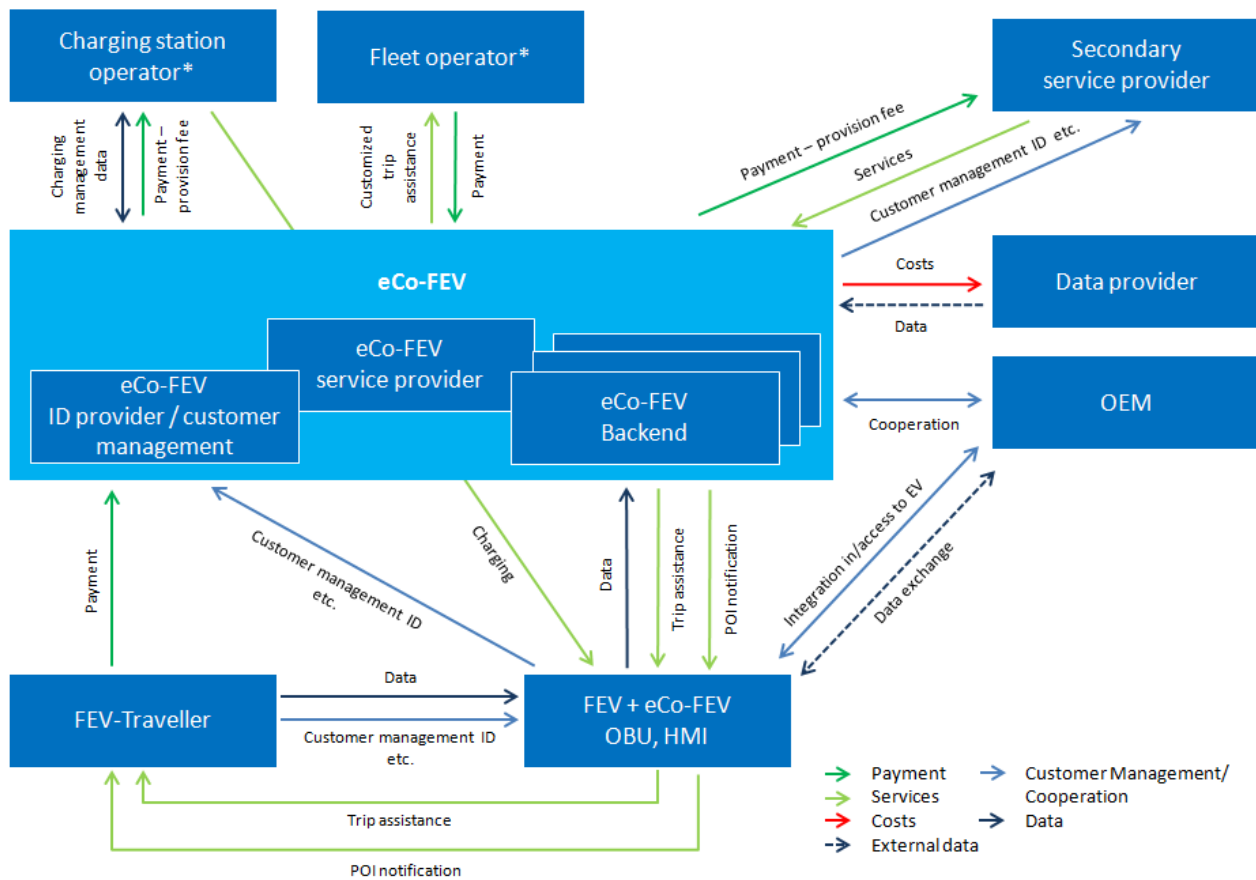 Charging station
operator*
Fleet operator*
Secondary
service provider
Charging
management
data
Payment –
provision fee
Customized
trip
assistance
Payment
Payment – provision fee
Services
Customer management ID etc.
eCo-FEV
Costs
Data
Data provider
eCo-FEV
service provider
eCo-FEV
ID provider / customer
management
eCo-FEV
Backend
Cooperation
OEM
Payment
Customer management ID
etc.
Charging
Data
Trip assistance
POI notification
Integration in/access to EV
Data exchange
FEV-Traveller
Data
Customer management ID
etc.
FEV + eCo-FEV
OBU, HMI
Trip assistance
POI notification
Payment
Services
Costs
External data
Customer Management/
Cooperation
Data